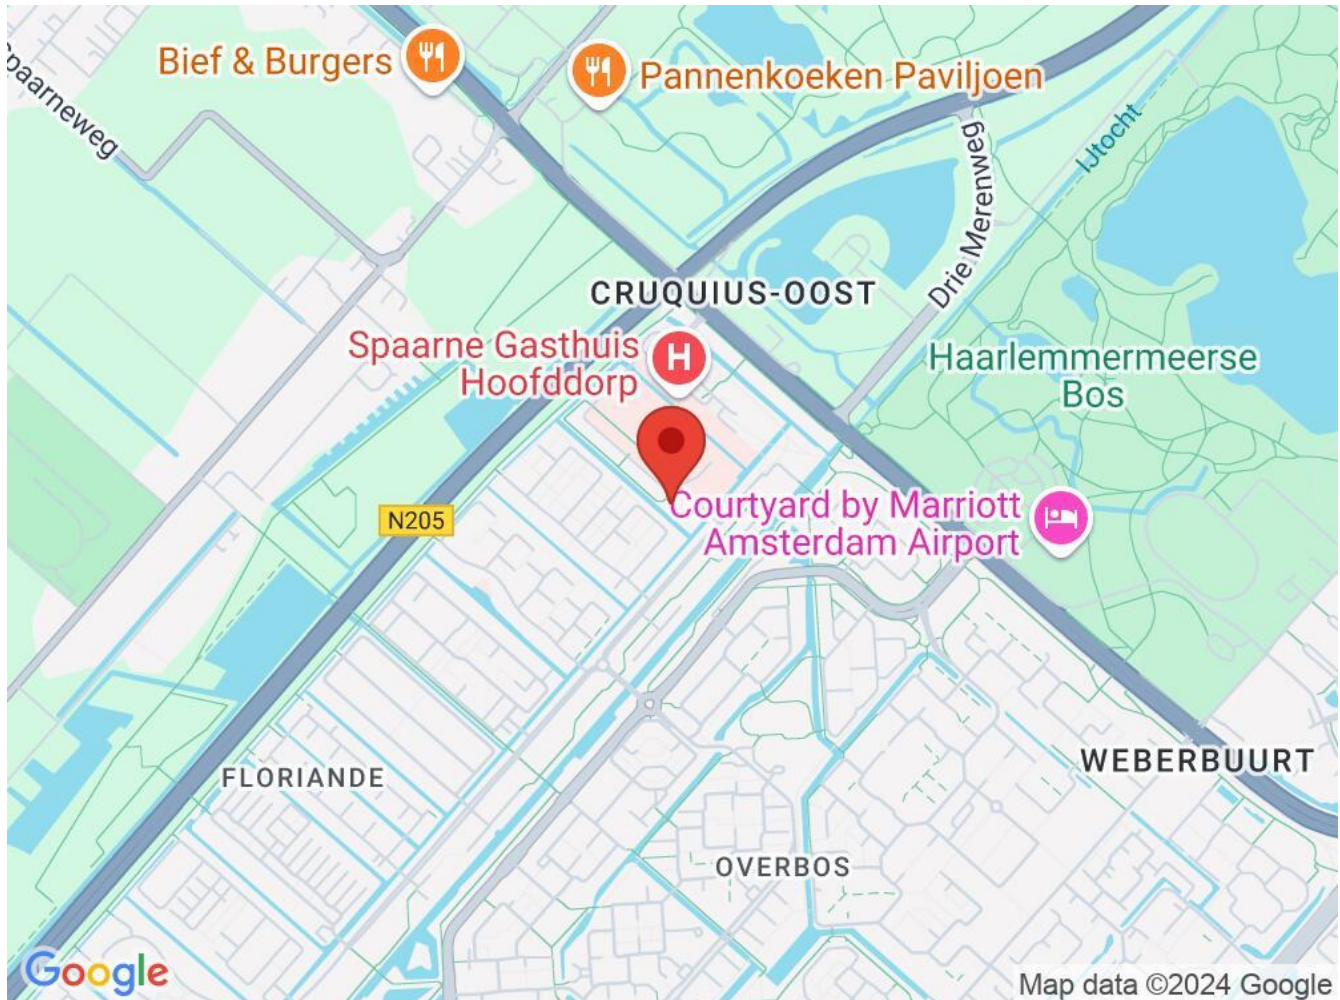 Bief & Burgers
Pannenkoeken Paviljoen
Spaarneweg
IJtocht
Drie Merenweg
CRUQUIUS-OOST
Spaarne Gasthuis
Hoofddorp
H
Haarlemmermeerse
Bos
Courtyard by Marriott
Amsterdam Airport
N205
WEBERBUURT
FLORIANDE
OVERBOS
Google
Map data ©2024 Google